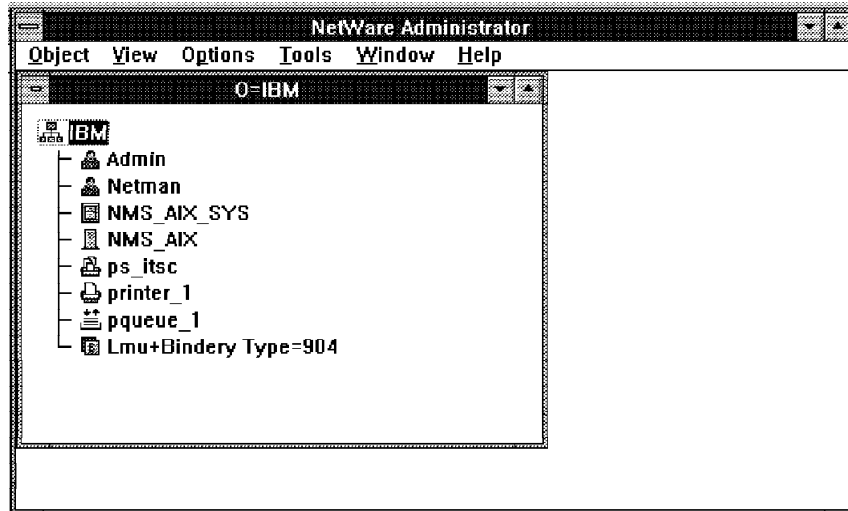 NetWare Administrator
Object View Options Tools Window Help
O=IBM
IBM
Admin
Netman
NMS_AIX_SYS
NMS_AIX
ps_itsc
printer_1
pqueue_1
Lmu+Bindery Type=904